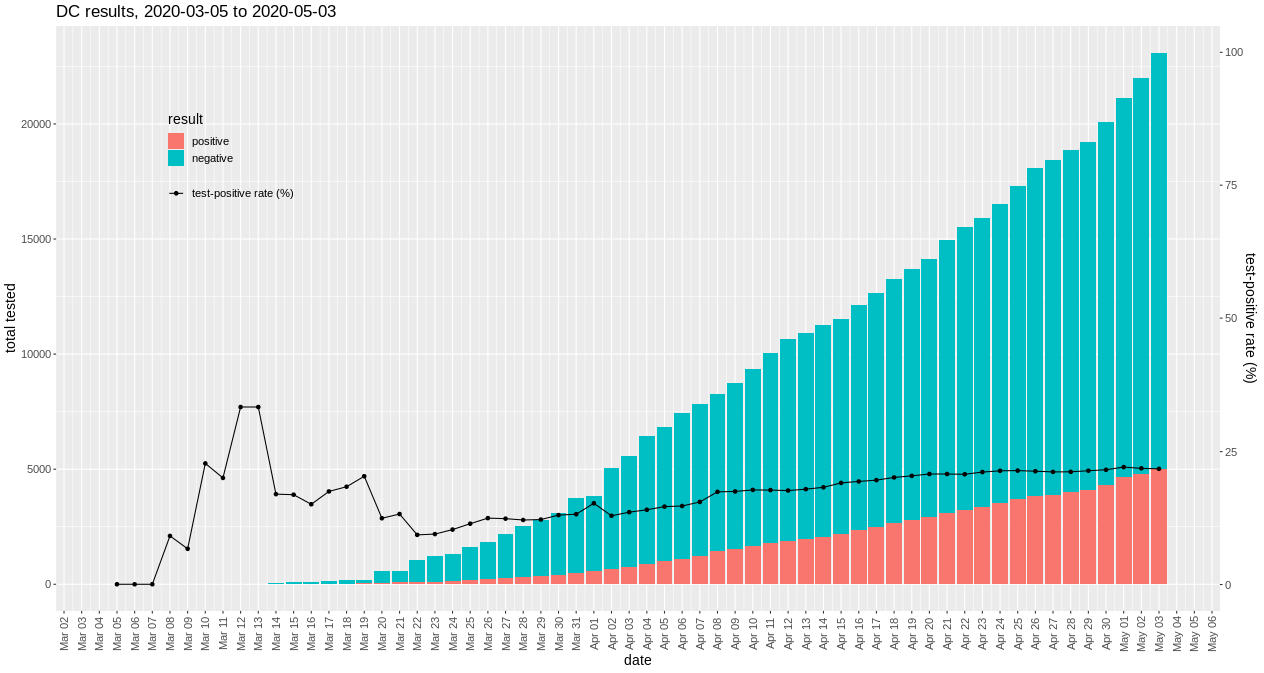 DC results, 2020-03-05 to 2020-05-03
total tested
20000
15000
10000
5000
0
result
positive
negative
test-positive rate (%)
100
75
50
25
0
test-positive rate (%)
Mar 02
Mar 03
Mar 04
Mar 05
Mar 06
Mar 07
Mar 08
Mar 09
Mar 10
Mar 11
Mar 12
Mar 13
Mar 14
Mar 15
Mar 16
Mar 17
Mar 18
Mar 19
Mar 20
Mar 21
Mar 22
Mar 23
Mar 24
Mar 25
Mar 26
Mar 27
Mar 28
Mar 29
Mar 30
Mar 31
Apr 01
Apr 02
Apr 03
Apr 04
Apr 05
Apr 06
Apr 07
Apr 08
Apr 09
Apr 10
Apr 11
Apr 12
Apr 13
Apr 14
Apr 15
Apr 16
Apr 17
Apr 18
Apr 19
Apr 20
Apr 21
Apr 22
Apr 23
Apr 24
Apr 25
Apr 26
Apr 27
Apr 28
Apr 29
Apr 30
May 01
May 02
May 03
May 04
May 05
May 06
date